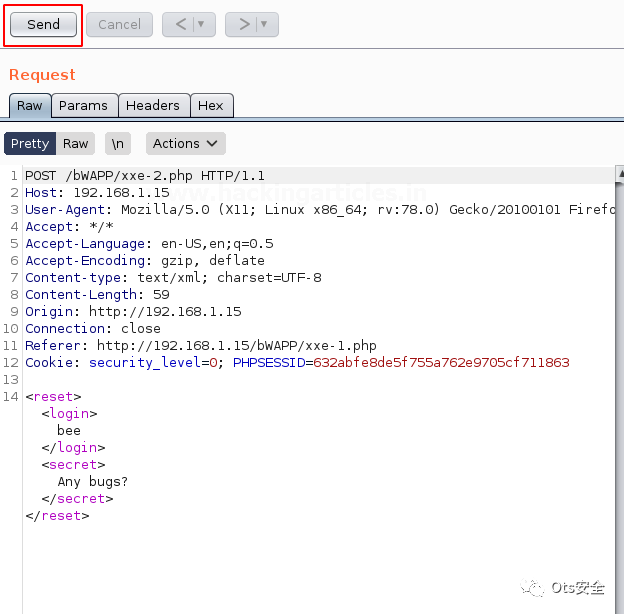 Send
Cancel
<
>
Request
Raw
Params
Headers
Hex
Pretty
Raw
\n
Actions
1 POST /bWAPP/xxe-2.php HTTP/1.1
2 Host: 192.168.1.15
www.hackingarticles.in
3 User-Agent: Mozilla/5.0 (X11; Linux x86_64; rv:78.0) Gecko/20100101 Firefo
4 Accept: */*
5 Accept-Language: en-US,en;q=0.5
6 Accept-Encoding: gzip, deflate
7 Content-type: text/xml; charset=UTF-8
8 Content-Length: 59
9 Origin: http://192.168.1.15
10 Connection: close
11 Referer: http://192.168.1.15/bWAPP/xxe-1.php
12 Cookie: security_level=0; PHPSESSID=632abfe8de5f755a762e9705cf711863
13
14 <reset>
<login>
bee
</login>
<secret>
Any bugs?
</secret>
</reset>
Ots安全